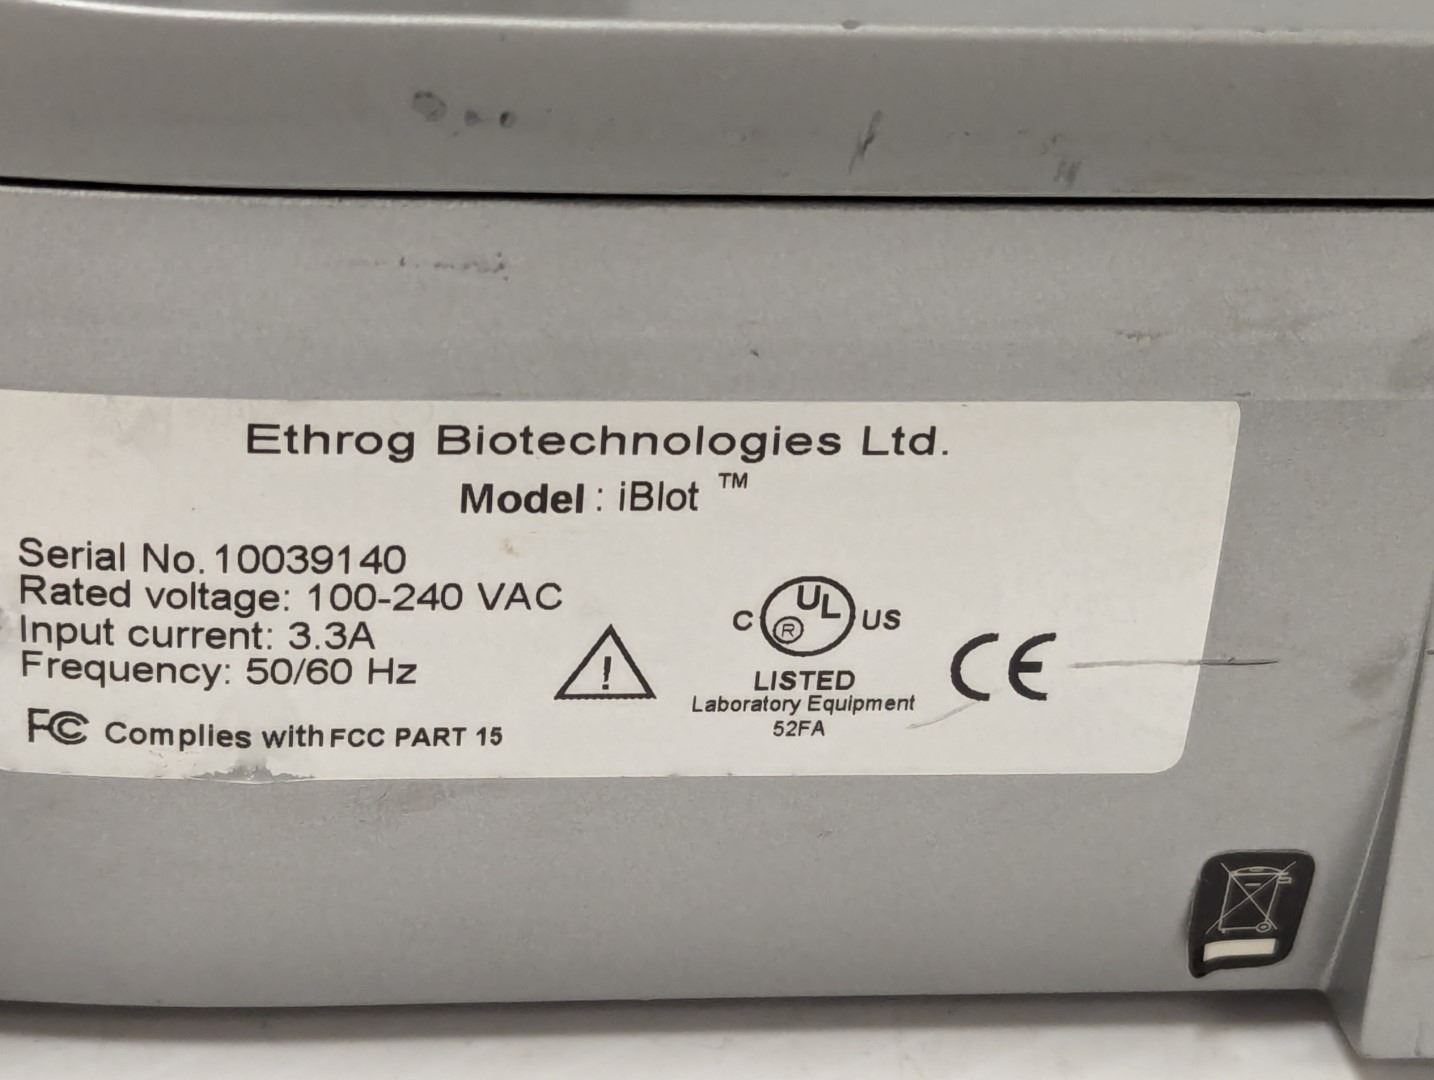 Ethrog Biotechnologies Ltd.
Model : iBlot ™
Serial No. 10039140
Rated voltage: 100-240 VAC
Input current: 3.3A
Frequency: 50/60 Hz
FC Complies with FCC PART 15
!
C UL ® US
LISTED
Laboratory Equipment
52FA
CE